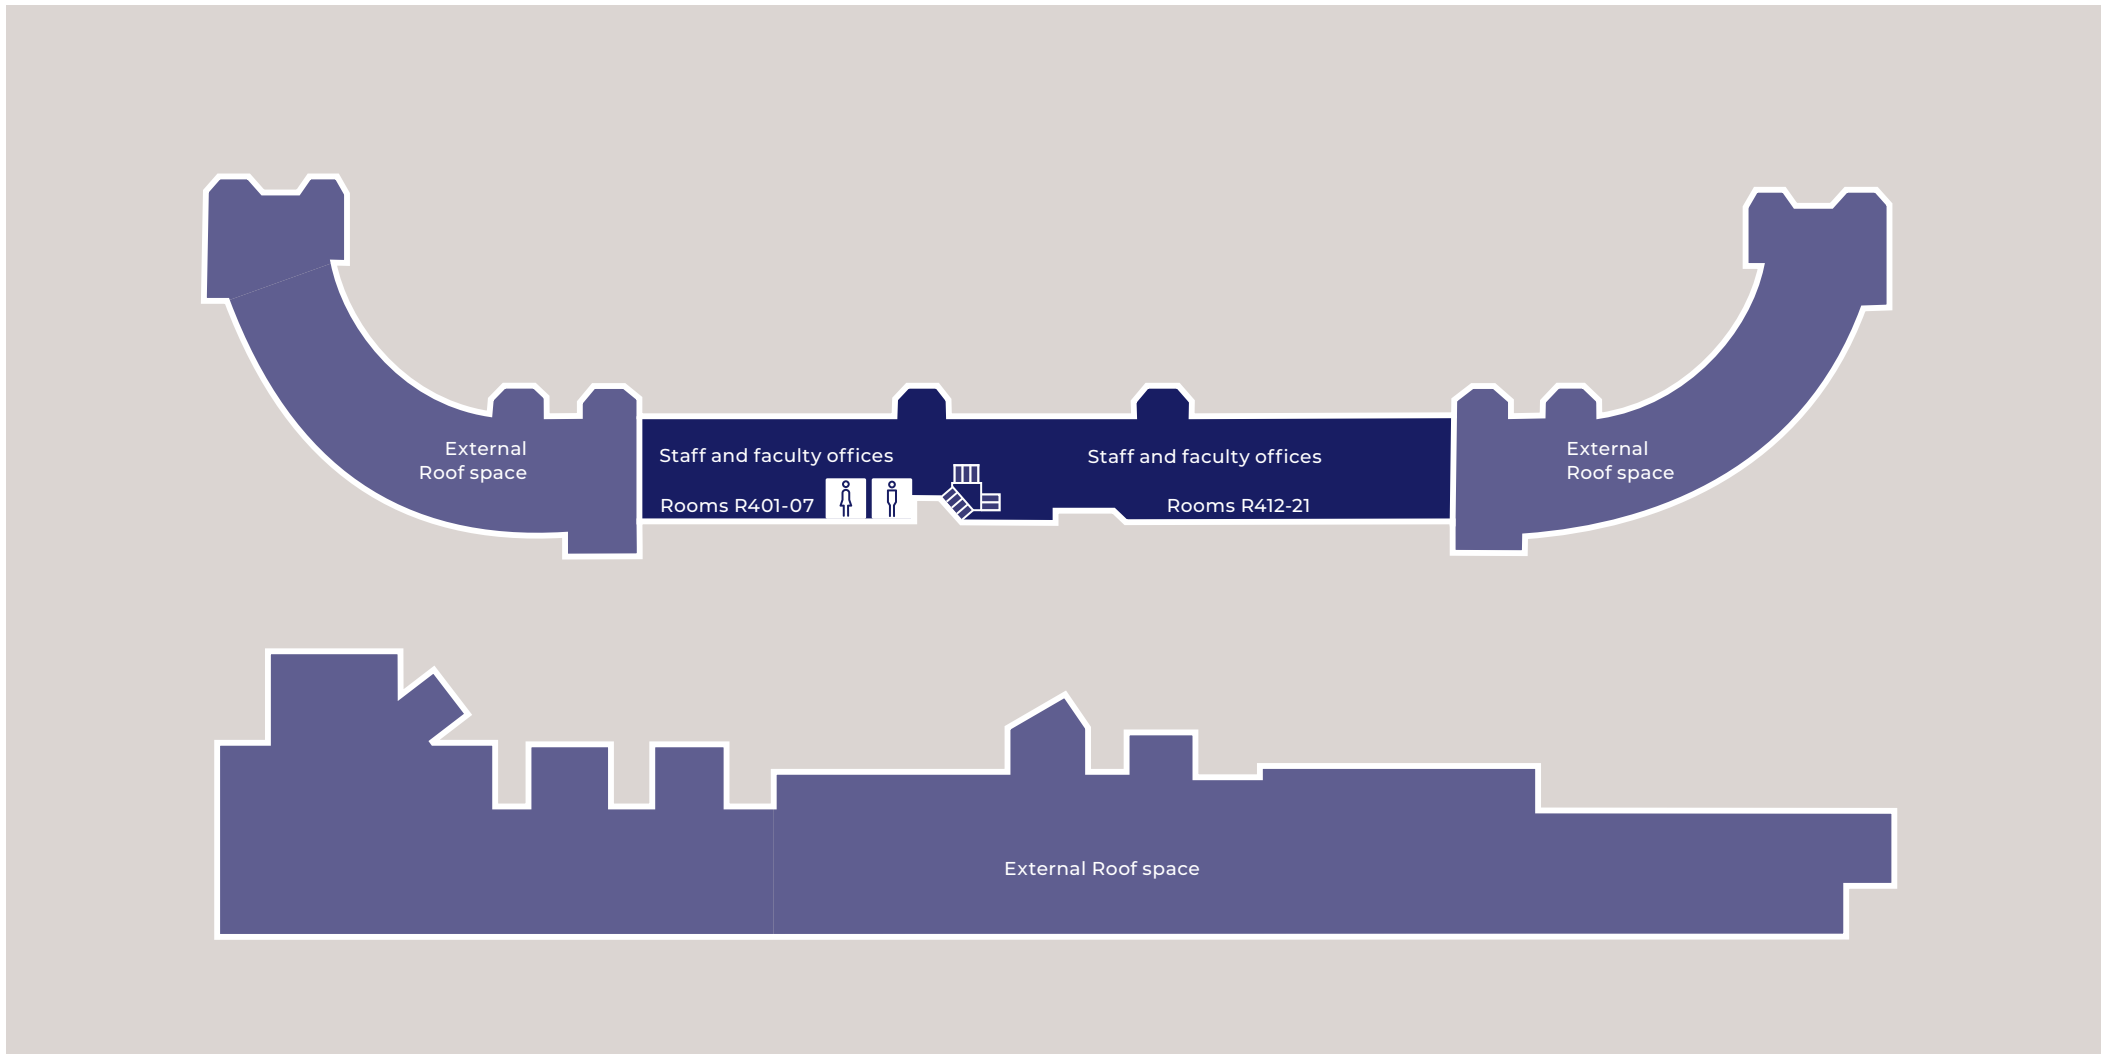 External
Roof space
Staff and faculty offices
Rooms R401-07
Staff and faculty offices
Rooms R412-21
External
Roof space
External Roof space